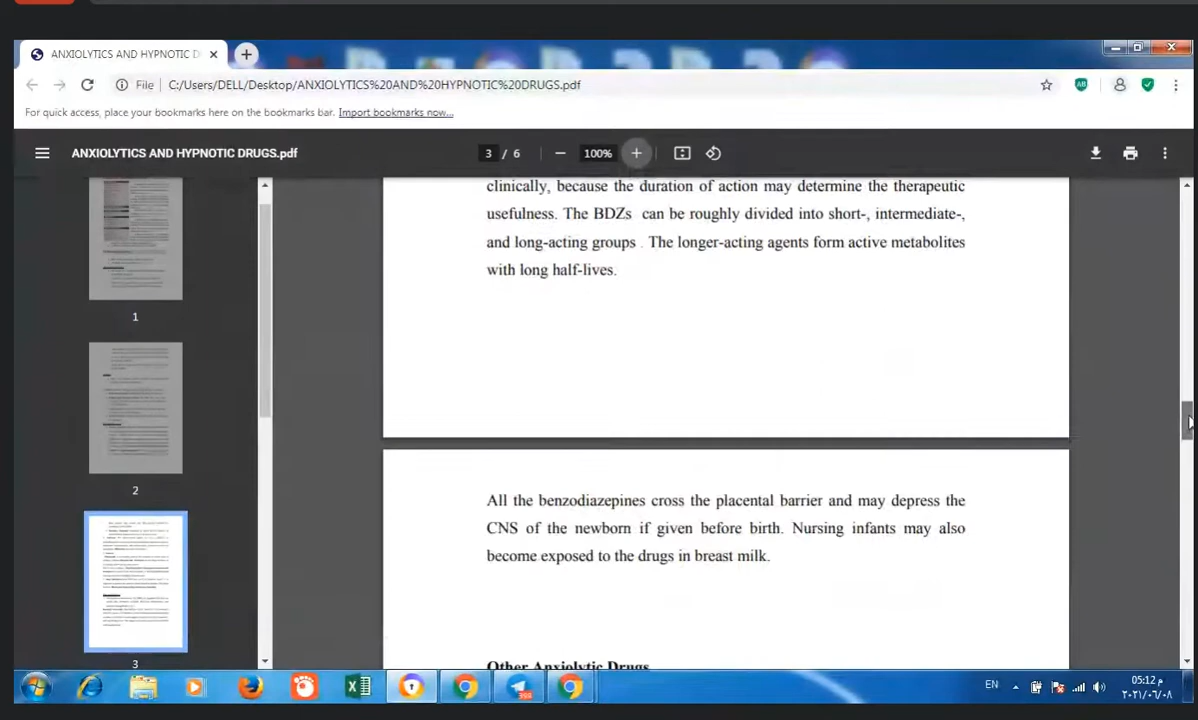 ANXIOLYTICS AND HYPNOTIC D
File
C:/Users/DELL/Desktop/ANXIOLYTICS%20AND%20HYPNOTIC%20DRUGS.pdf
For quick access, place your bookmarks here on the bookmarks bar. Import bookmarks now...
ANXIOLYTICS AND HYPNOTIC DRUGS.pdf
3 / 6
100%
clinically, because the duration of action may determine the therapeutic
usefulness. The BDZs can be roughly divided into short-, intermediate-,
and long-acting groups . The longer-acting agents form active metabolites
with long half-lives.
All the benzodiazepines cross the placental barrier and may depress the
CNS of the newborn if given before birth. Nursing infants may also
become exposed to the drugs in breast milk.
Other Anxiolytic Drugs
1
2
3
EN
05:12 م
٢٠٢١/٠٦/٠٨